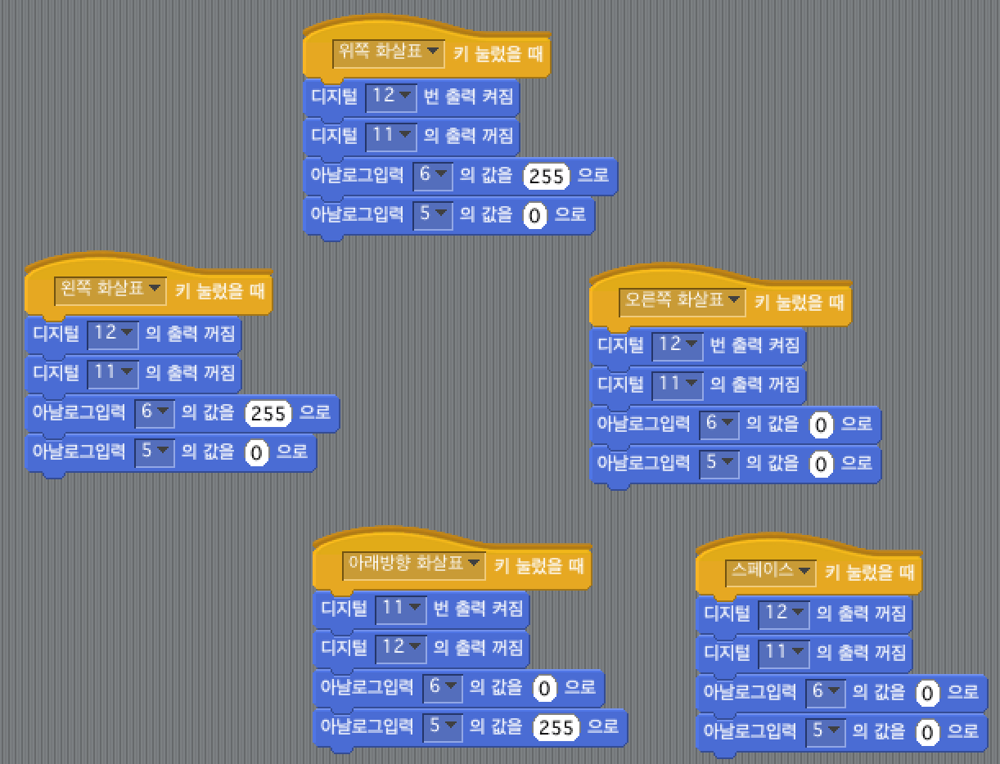 위쪽 화살표 키 눌렀을 때
디지털 12 번 출력 켜짐
디지털 11 의 출력 꺼짐
아날로그입력 6 의 값을 255 으로
아날로그입력 5 의 값을 0 으로
왼쪽 화살표 키 눌렀을 때
디지털 12 의 출력 꺼짐
디지털 11 의 출력 꺼짐
아날로그입력 6 의 값을 255 으로
아날로그입력 5 의 값을 0 으로
오른쪽 화살표 키 눌렀을 때
디지털 12 번 출력 켜짐
디지털 11 의 출력 꺼짐
아날로그입력 6 의 값을 0 으로
아날로그입력 5 의 값을 0 으로
아래방향 화살표 키 눌렀을 때
디지털 11 번 출력 켜짐
디지털 12 의 출력 꺼짐
아날로그입력 6 의 값을 0 으로
아날로그입력 5 의 값을 255 으로
스페이스 키 눌렀을 때
디지털 12 의 출력 꺼짐
디지털 11 의 출력 꺼짐
아날로그입력 6 의 값을 0 으로
아날로그입력 5 의 값을 0 으로